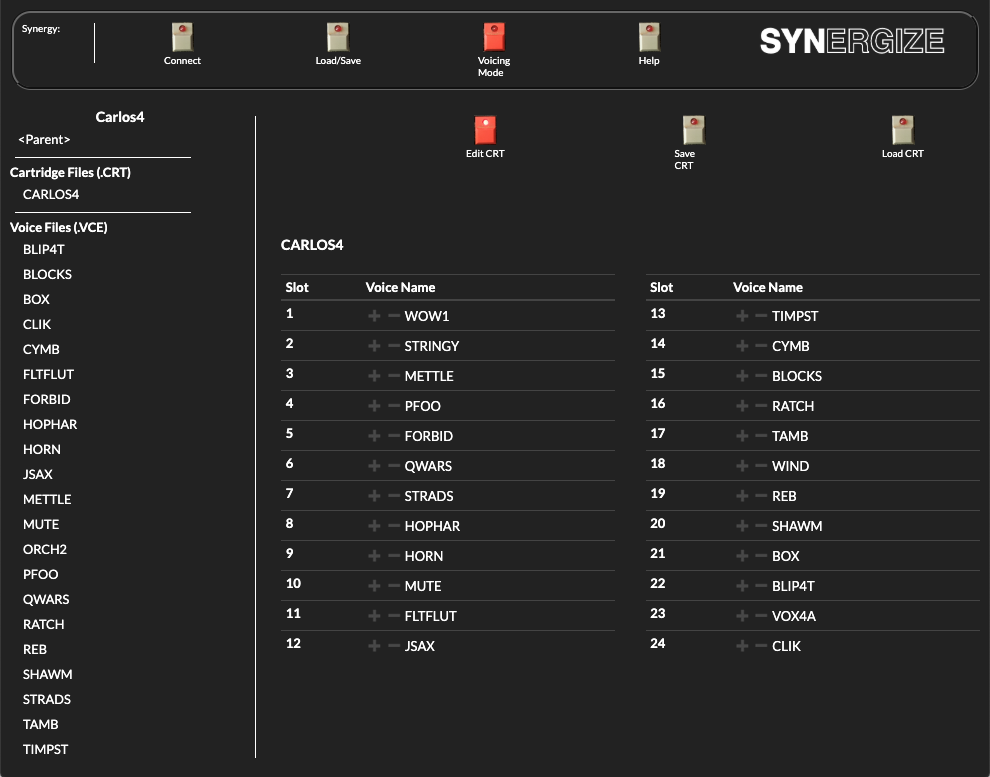 Synergy:
Connect
Load/Save
Voicing
Mode
Help
SYNERGIZE
Carlos4
<Parent>
Cartridge Files (.CRT)
CARLOS4
Voice Files (.VCE)
BLIP4T
BLOCKS
BOX
CLIK
CYMB
FLTFLUT
FORBID
HOPHAR
HORN
JSAX
METTLE
MUTE
ORCH2
PFOO
QWARS
RATCH
REB
SHAWM
STRADS
TAMB
TIMPST
Edit CRT
Save
CRT
Load CRT
CARLOS4
Slot Voice Name
1 WOW1
2 STRINGY
3 METTLE
4 PFOO
5 FORBID
6 QWARS
7 STRADS
8 HOPHAR
9 HORN
10 MUTE
11 FLTFLUT
12 JSAX
Slot Voice Name
13 TIMPST
14 CYMB
15 BLOCKS
16 RATCH
17 TAMB
18 WIND
19 REB
20 SHAWM
21 BOX
22 BLIP4T
23 VOX4A
24 CLIK